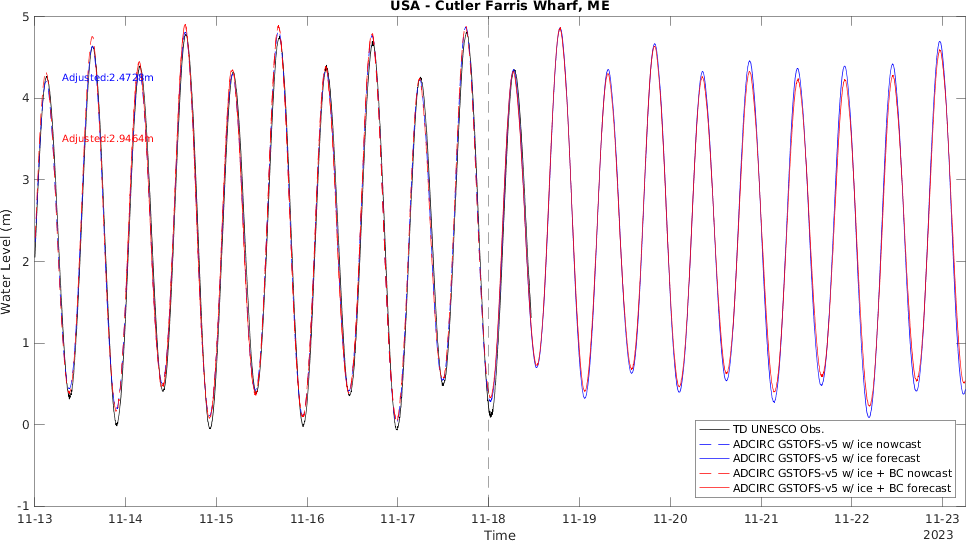 USA - Cutler Farris Wharf, ME
5
4
3
2
1
0
-1
Water Level (m)
Adjusted:2.4728m
Adjusted:2.9464m
TD UNESCO Obs.
ADCIRC GSTOFS-v5 w/ ice nowcast
ADCIRC GSTOFS-v5 w/ ice forecast
ADCIRC GSTOFS-v5 w/ ice + BC nowcast
ADCIRC GSTOFS-v5 w/ ice + BC forecast
11-13 11-14 11-15 11-16 11-17 11-18 11-19 11-20 11-21 11-22 11-23
Time
2023